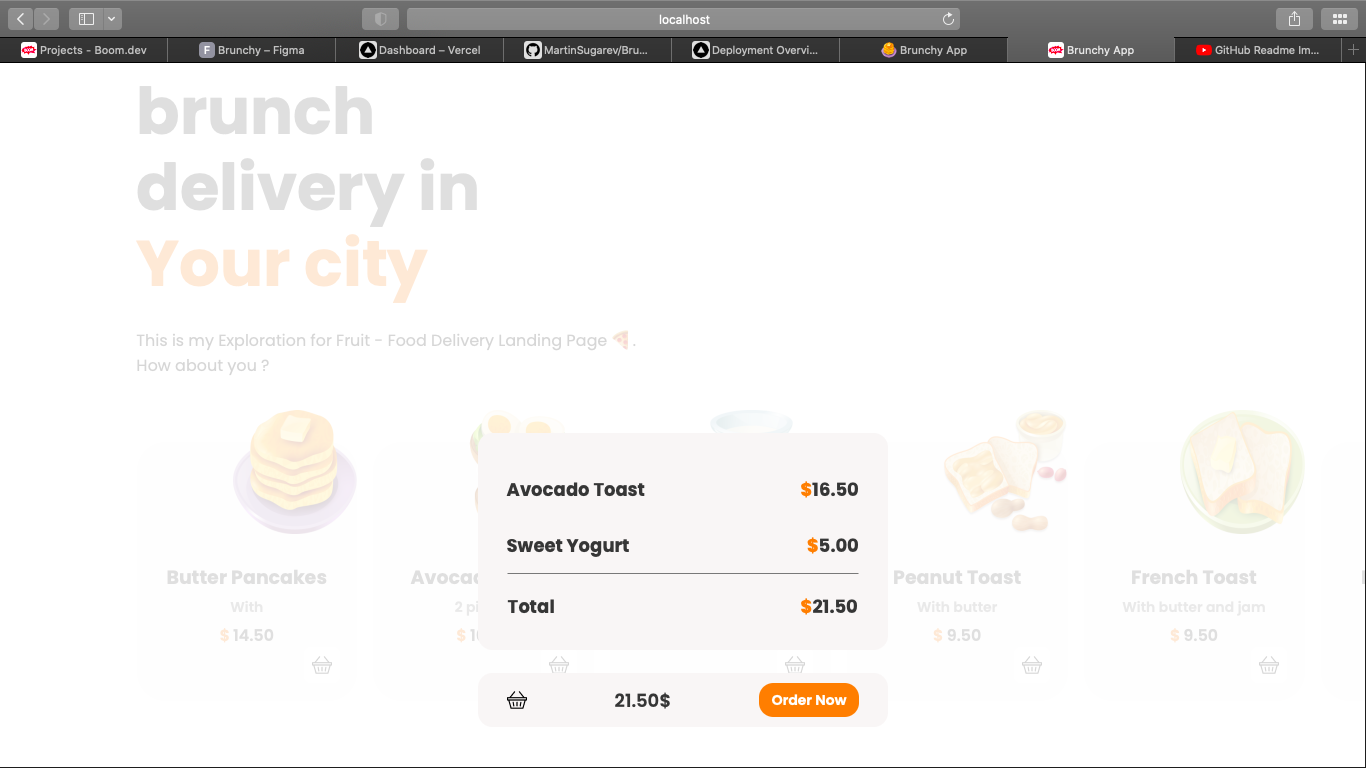 localhost
Projects - Boom.dev
Brunchy – Figma
Dashboard – Vercel
MartinSugarev/Bru...
Deployment Overvi...
Brunchy App
Brunchy App
GitHub Readme Im...
brunch
delivery in
Your city
This is my Exploration for Fruit - Food Delivery Landing Page 🍕.
How about you ?
Avocado Toast $16.50
Sweet Yogurt $5.00
Total $21.50
Butter Pancakes
With
$ 14.50
Avoca
2 pi
$ 1
Peanut Toast
With butter
$ 9.50
French Toast
With butter and jam
$ 9.50
21.50$
Order Now